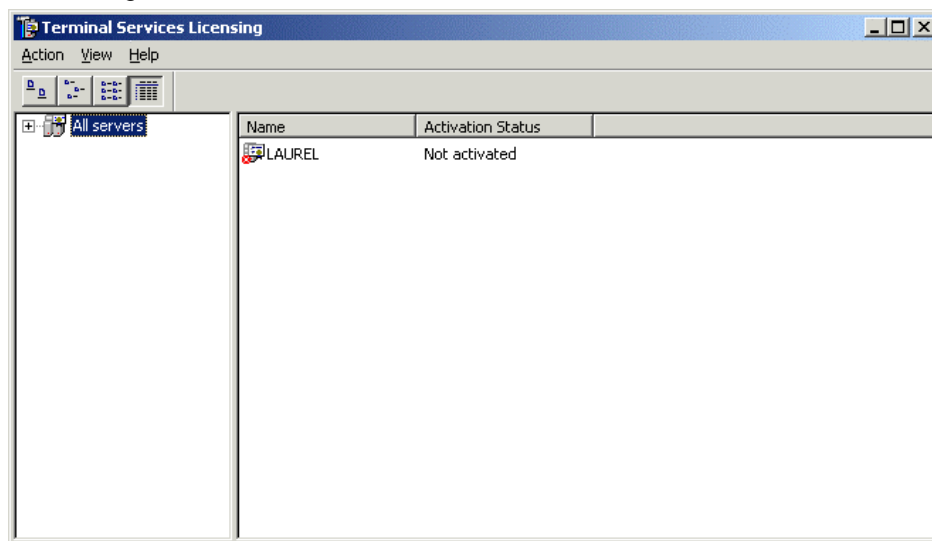 Terminal Services Licensing
Action View Help
All servers
Name Activation Status
LAUREL Not activated